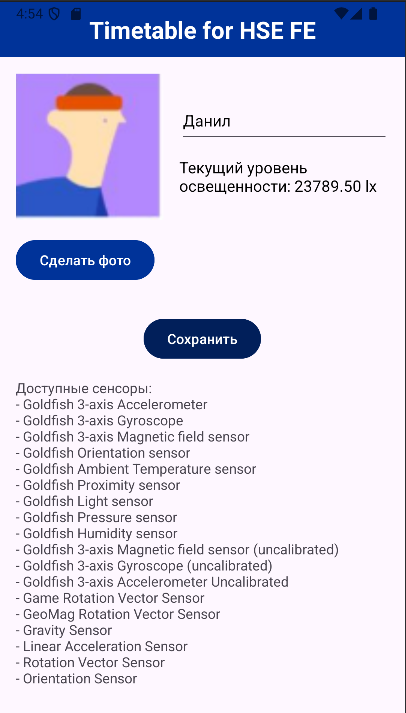 4:54
Timetable for HSE FE
Данил
Текущий уровень
освещенности: 23789.50 lx
Сделать фото
Сохранить
Доступные сенсоры:
- Goldfish 3-axis Accelerometer
- Goldfish 3-axis Gyroscope
- Goldfish 3-axis Magnetic field sensor
- Goldfish Orientation sensor
- Goldfish Ambient Temperature sensor
- Goldfish Proximity sensor
- Goldfish Light sensor
- Goldfish Pressure sensor
- Goldfish Humidity sensor
- Goldfish 3-axis Magnetic field sensor (uncalibrated)
- Goldfish 3-axis Gyroscope (uncalibrated)
- Goldfish 3-axis Accelerometer Uncalibrated
- Game Rotation Vector Sensor
- GeoMag Rotation Vector Sensor
- Gravity Sensor
- Linear Acceleration Sensor
- Rotation Vector Sensor
- Orientation Sensor